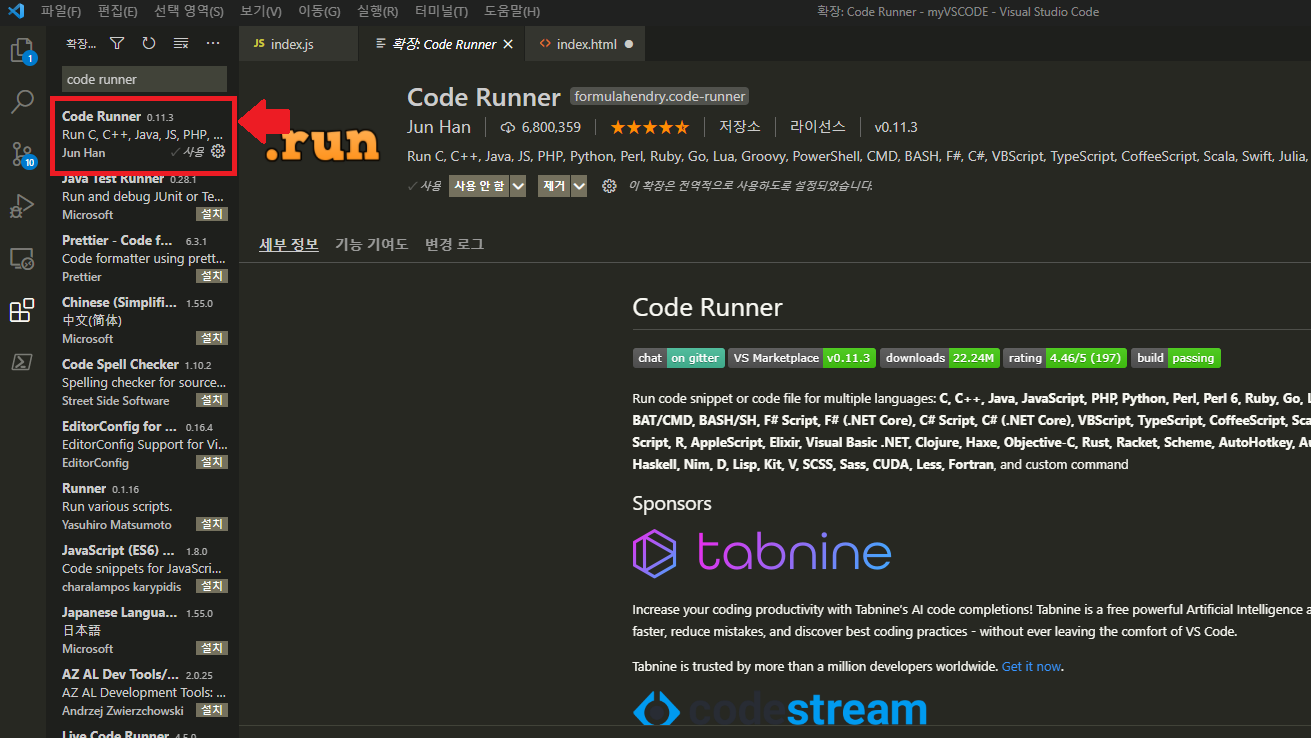 파일(F) 편집(E) 선택 영역(S) 보기(V) 이동(G) 실행(R) 터미널(T) 도움말(H) 확장: Code Runner - myVSCODE - Visual Studio Code
확장... ···
JS index.js 확장: Code Runner × <> index.html ●
1
10
code runner
Code Runner 0.11.3
Run C, C++, Java, JS, PHP, ...
Jun Han ✓ 사용
Java Test Runner 0.28.1
Run and debug JUnit or Te...
Microsoft 설치
Prettier - Code f... 6.3.1
Code formatter using prett...
Prettier 설치
Chinese (Simplifi... 1.55.0
中文(简体)
Microsoft 설치
Code Spell Checker 1.10.2
Spelling checker for source...
Street Side Software 설치
EditorConfig for ... 0.16.4
EditorConfig Support for Vi...
EditorConfig 설치
Runner 0.1.16
Run various scripts.
Yasuhiro Matsumoto 설치
JavaScript (ES6) ... 1.8.0
Code snippets for JavaScri...
charalampos karypidis 설치
Japanese Langua... 1.55.0
日本語
Microsoft 설치
AZ AL Dev Tools/... 2.0.25
AZ AL Development Tools: ...
Andrzej Zwierzchowski 설치
Live Code Runner 4.5.0
.run
Code Runner formulahendry.code-runner
Jun Han 6,800,359 ★★★★★ 저장소 라이선스 v0.11.3
Run C, C++, Java, JS, PHP, Python, Perl, Ruby, Go, Lua, Groovy, PowerShell, CMD, BASH, F#, C#, VBScript, TypeScript, CoffeeScript, Scala, Swift, Julia,
✓ 사용 사용 안 함 제거 이 확장은 전역적으로 사용하도록 설정되었습니다.
세부 정보 기능 기여도 변경 로그
Code Runner
chat on gitter VS Marketplace v0.11.3 downloads 22.24M rating 4.46/5 (197) build passing
Run code snippet or code file for multiple languages: C, C++, Java, JavaScript, PHP, Python, Perl, Perl 6, Ruby, Go, L
BAT/CMD, BASH/SH, F# Script, F# (.NET Core), C# Script, C# (.NET Core), VBScript, TypeScript, CoffeeScript, Sca
Script, R, AppleScript, Elixir, Visual Basic .NET, Clojure, Haxe, Objective-C, Rust, Racket, Scheme, AutoHotkey, Au
Haskell, Nim, D, Lisp, Kit, V, SCSS, Sass, CUDA, Less, Fortran, and custom command
Sponsors
tabnine
Increase your coding productivity with Tabnine's AI code completions! Tabnine is a free powerful Artificial Intelligence a
faster, reduce mistakes, and discover best coding practices - without ever leaving the comfort of VS Code.
Tabnine is trusted by more than a million developers worldwide. Get it now.
codestream